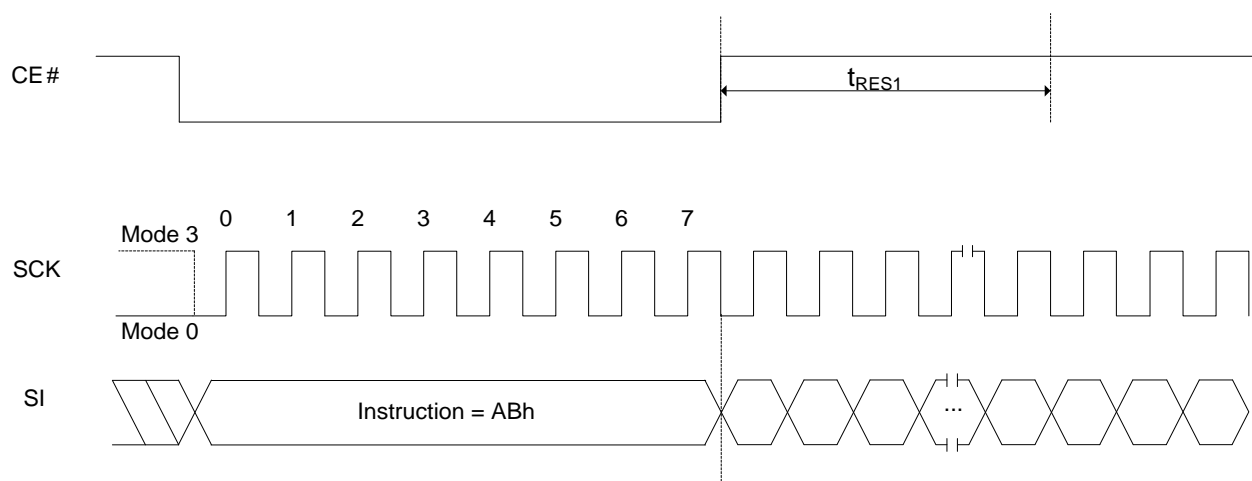 CE#
tRES1
0 1 2 3 4 5 6 7
Mode 3
SCK
Mode 0
SI
Instruction = ABh
...